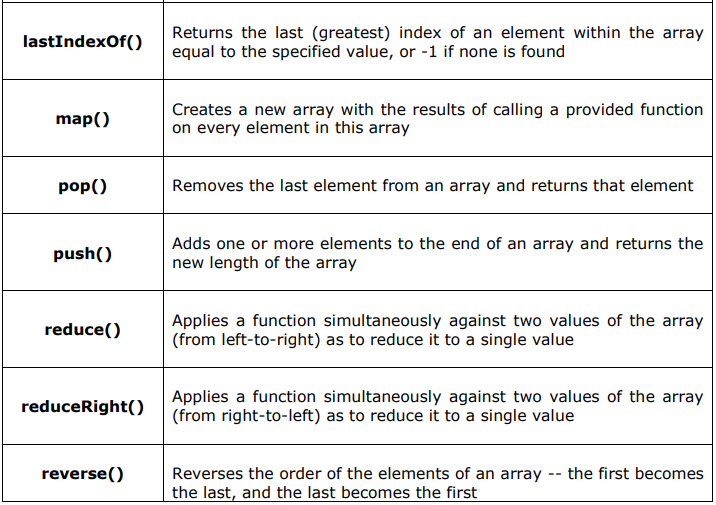 lastIndexOf()
Returns the last (greatest) index of an element within the array
equal to the specified value, or -1 if none is found
map()
Creates a new array with the results of calling a provided function
on every element in this array
pop()
Removes the last element from an array and returns that element
push()
Adds one or more elements to the end of an array and returns the
new length of the array
reduce()
Applies a function simultaneously against two values of the array
(from left-to-right) as to reduce it to a single value
reduceRight()
Applies a function simultaneously against two values of the array
(from right-to-left) as to reduce it to a single value
reverse()
Reverses the order of the elements of an array -- the first becomes
the last, and the last becomes the first